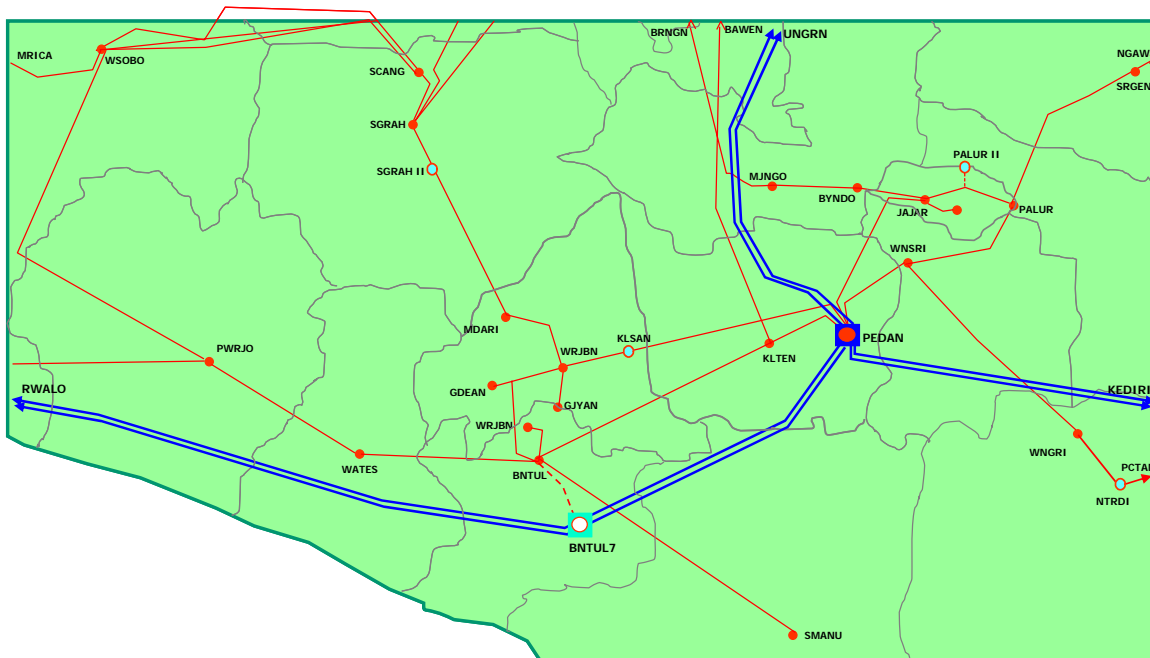 BRNGN
BAWEN
UNGRN
MRICA
WSOBO
NGAW
SCANG
SRGEN
SGRAH
PALUR II
SGRAH II
MJNGO
BYNDO
JAJAR
PALUR
WNSRI
MDARI
KLSAN
PEDAN
WRJBN
KLTEN
PWRJO
RWALO
GDEAN
KEDIRI
GJYAN
WRJBN
WATES
BNTUL
WNGRI
PCTAN
NTRDI
BNTUL7
SMANU